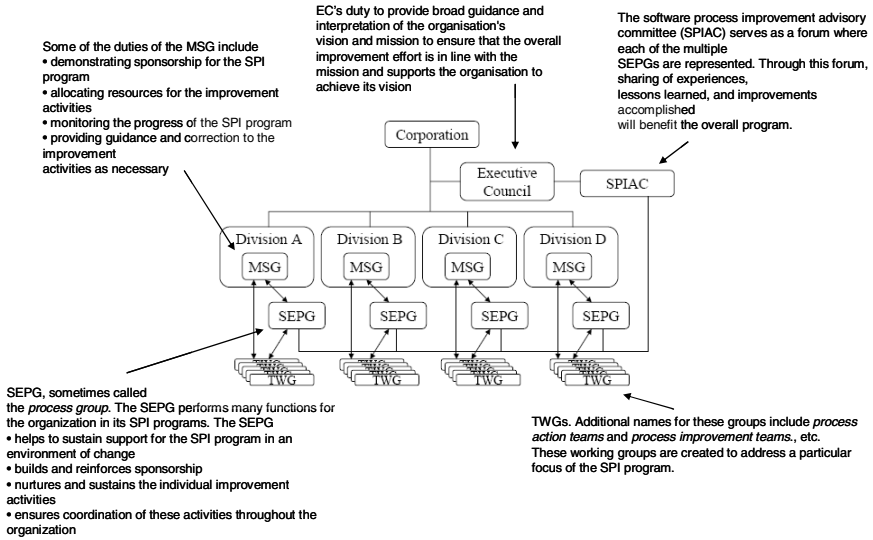 EC's duty to provide broad guidance and
interpretation of the organisation's
vision and mission to ensure that the overall
improvement effort is in line with the
mission and supports the organisation to
achieve its vision
The software process improvement advisory
committee (SPIAC) serves as a forum where
each of the multiple
SEPGs are represented. Through this forum,
sharing of experiences,
lessons learned, and improvements
accomplished
will benefit the overall program.
Some of the duties of the MSG include
• demonstrating sponsorship for the SPI
program
• allocating resources for the improvement
activities
• monitoring the progress of the SPI program
• providing guidance and correction to the
improvement
activities as necessary
Corporation
Executive
Council
SPIAC
Division A
Division B
Division C
Division D
MSG
MSG
MSG
MSG
SEPG
SEPG
SEPG
SEPG
TWG
TWG
TWG
TWG
SEPG, sometimes called
the process group. The SEPG performs many functions for
the organization in its SPI programs. The SEPG
• helps to sustain support for the SPI program in an
environment of change
• builds and reinforces sponsorship
• nurtures and sustains the individual improvement
activities
• ensures coordination of these activities throughout the
organization
TWGs. Additional names for these groups include process
action teams and process improvement teams., etc.
These working groups are created to address a particular
focus of the SPI program.